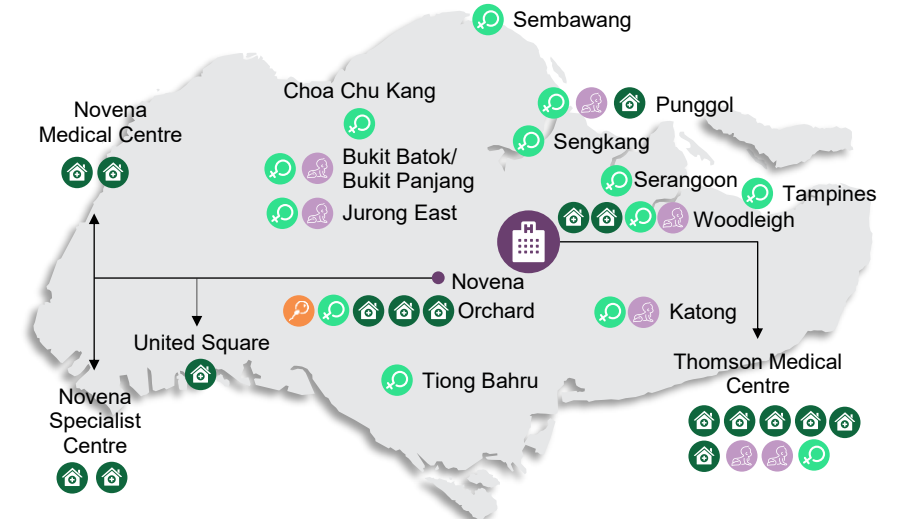 Sembawang
Choa Chu Kang
Novena
Medical Centre
Punggol
Sengkang
Bukit Batok/
Bukit Panjang
Serangoon
Tampines
Jurong East
Woodleigh
H
Novena
Orchard
Katong
United Square
Thomson Medical
Centre
Tiong Bahru
Novena
Specialist
Centre